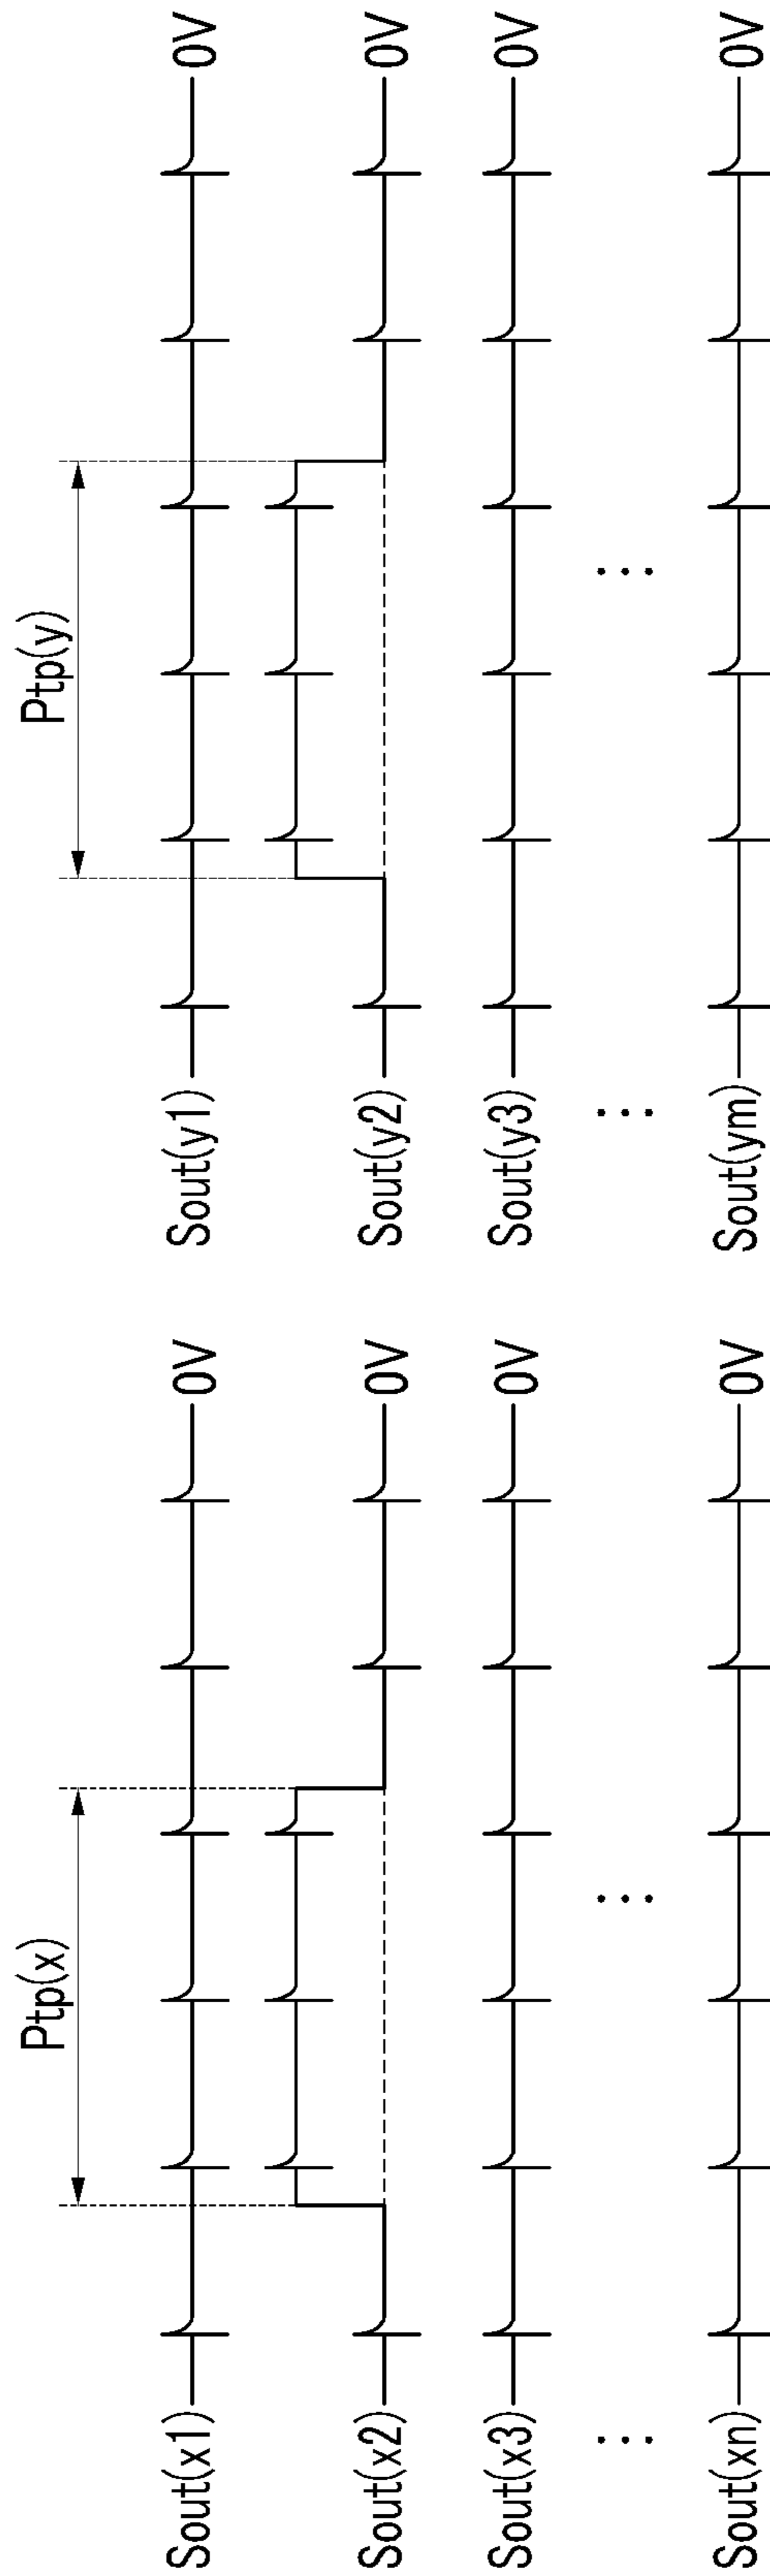 Ptp(x)
Sout(x1) 0V
Sout(x2) 0V
Sout(x3) 0V
... ...
Sout(xn) 0V
Ptp(y)
Sout(y1) 0V
Sout(y2) 0V
Sout(y3) 0V
... ...
Sout(ym) 0V